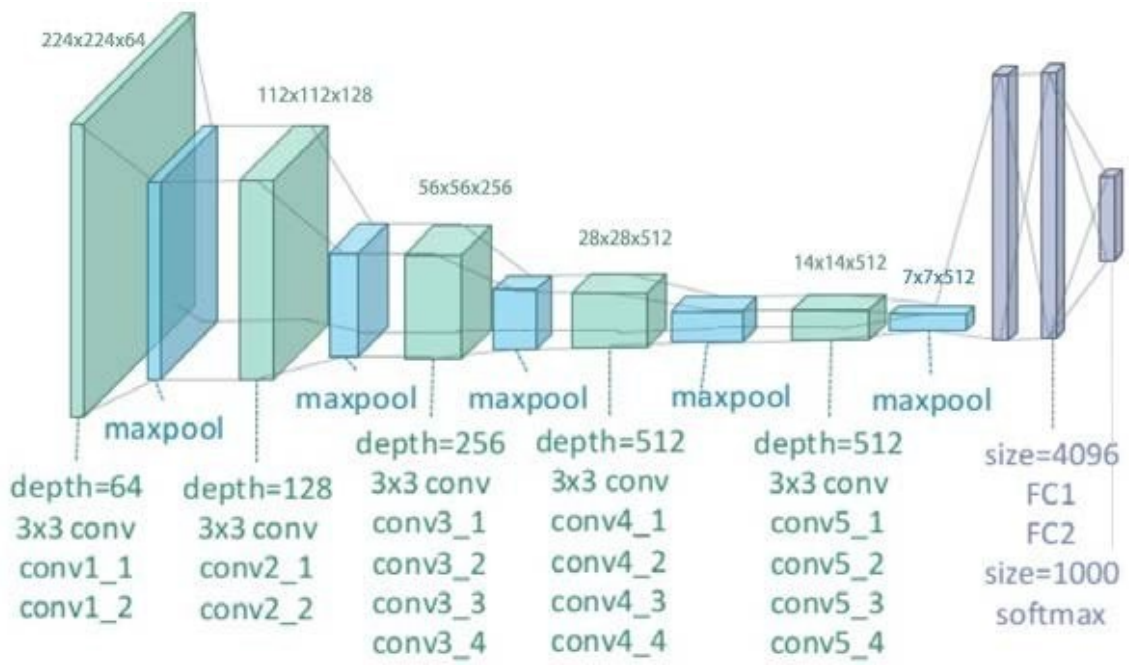 224x224x64
112x112x128
56x56x256
28x28x512
14x14x512
7x7x512
maxpool
maxpool
maxpool
maxpool
maxpool
depth=64
3x3 conv
conv1_1
conv1_2
depth=128
3x3 conv
conv2_1
conv2_2
depth=256
3x3 conv
conv3_1
conv3_2
conv3_3
conv3_4
depth=512
3x3 conv
conv4_1
conv4_2
conv4_3
conv4_4
depth=512
3x3 conv
conv5_1
conv5_2
conv5_3
conv5_4
size=4096
FC1
FC2
size=1000
softmax